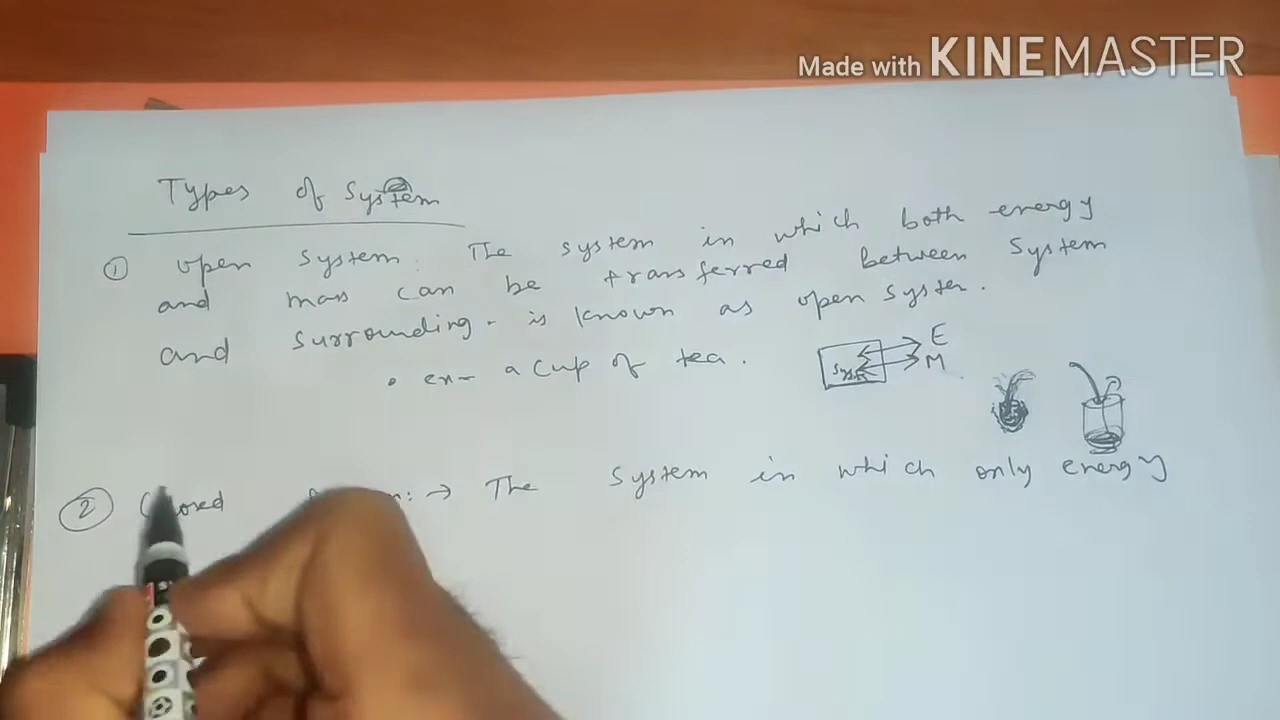 Made with KINEMASTER
Types of System
① open system: The system in which both energy
and mass can be transferred between System
and surrounding - is known as open system.
• ex- a cup of tea.
E
M
② Closed : → The System in which only energy